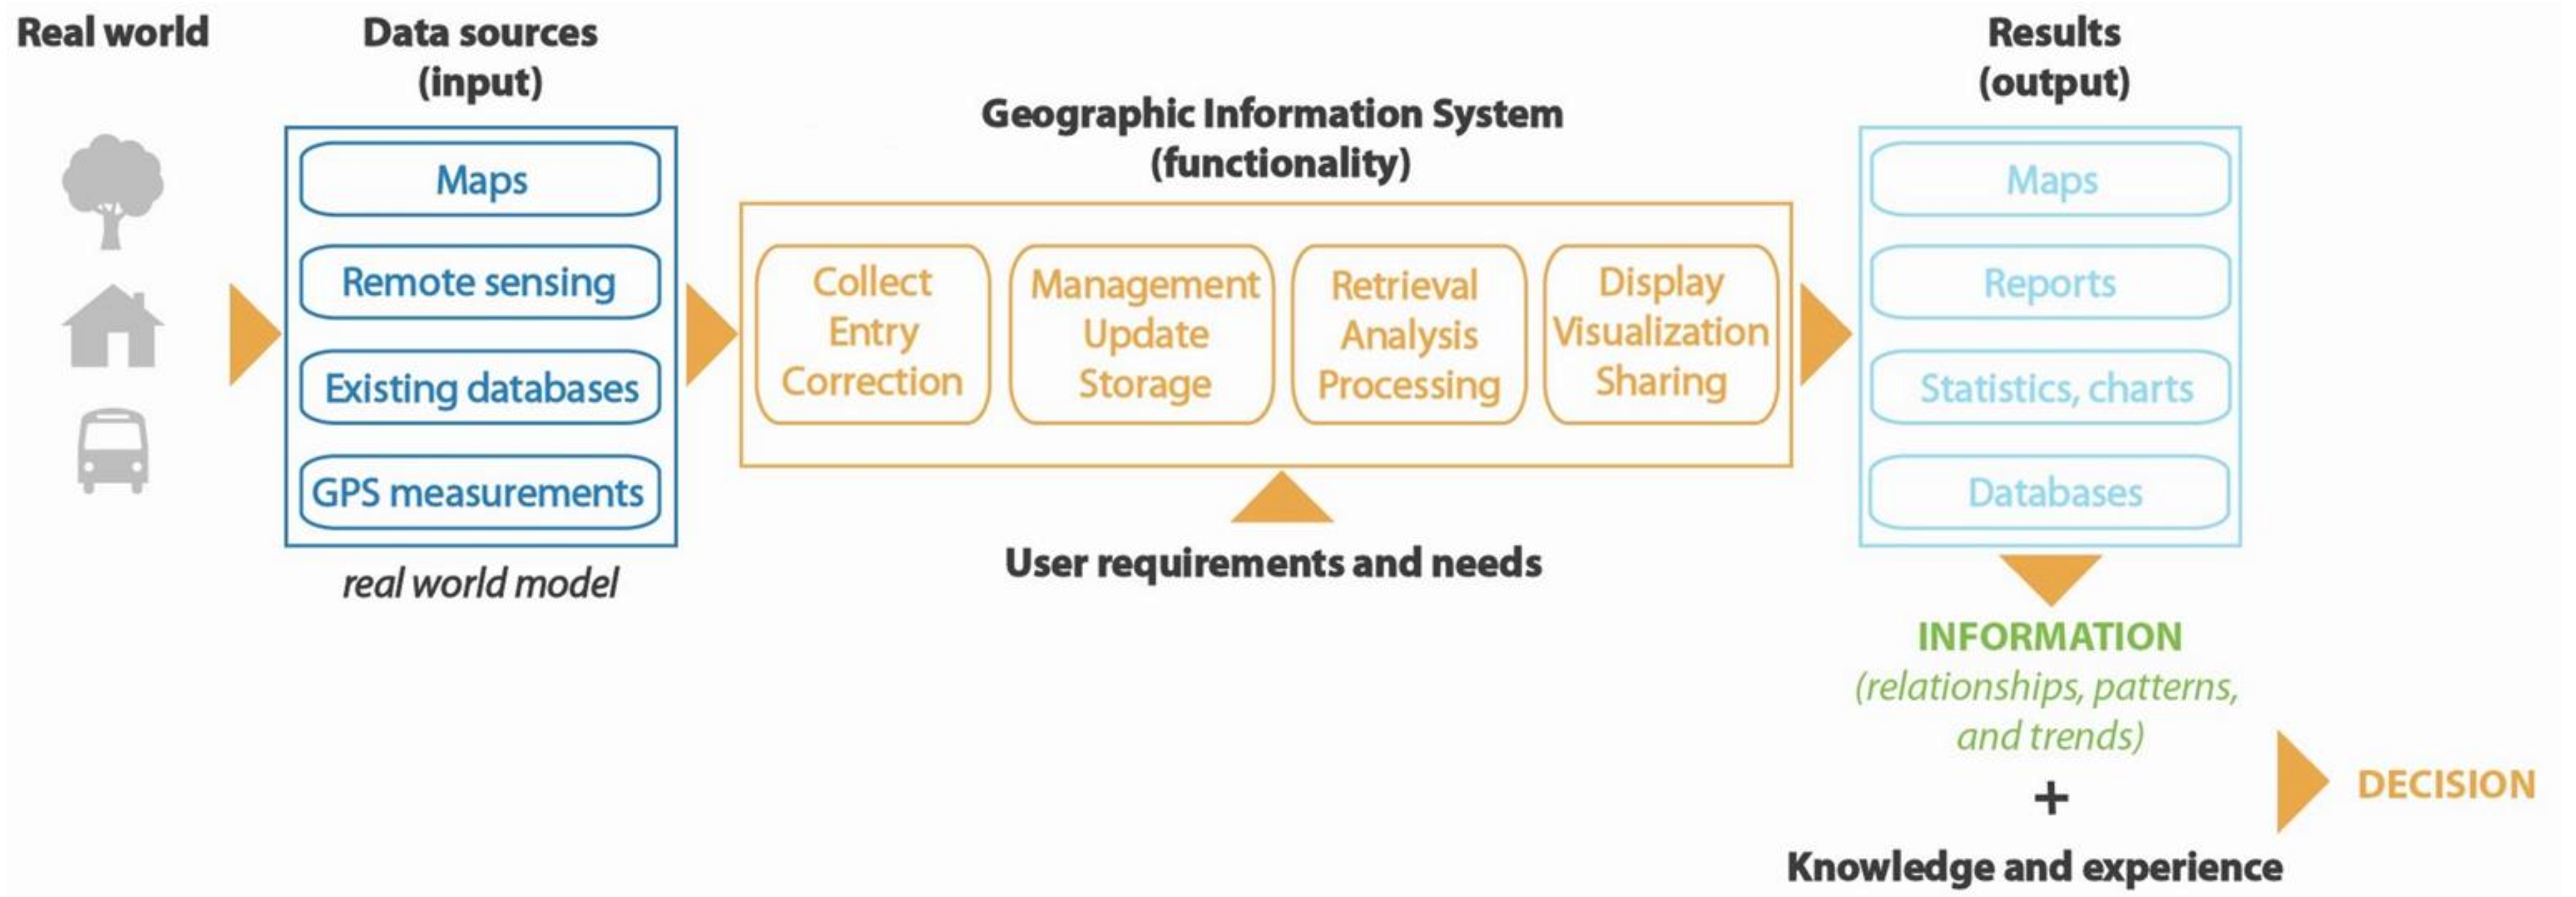 Real world
Data sources
(input)
Maps
Remote sensing
Existing databases
GPS measurements
real world model
Geographic Information System
(functionality)
Collect
Entry
Correction
Management
Update
Storage
Retrieval
Analysis
Processing
Display
Visualization
Sharing
User requirements and needs
Results
(output)
Maps
Reports
Statistics, charts
Databases
INFORMATION
(relationships, patterns,
and trends)
+
Knowledge and experience
DECISION